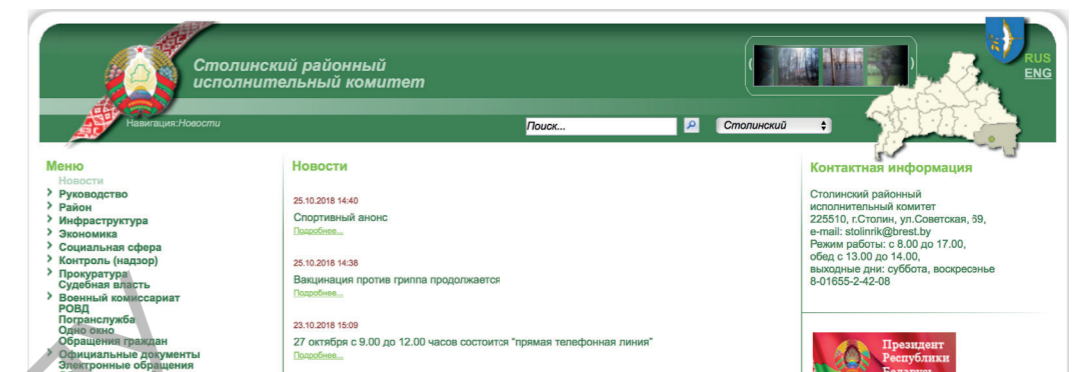 Столинский районный
исполнительный комитет
RUS
ENG
Навигация:Новости
Поиск...
Столинский
Меню
Новости
Руководство
Район
Инфраструктура
Экономика
Социальная сфера
Контроль (надзор)
Прокуратура
Судебная власть
Военный комиссариат
РОВД
Погранслужба
Одно окно
Обращения граждан
Официальные документы
Электронные обращения
Новости
25.10.2018 14:40
Спортивный анонс
Подробнее...
25.10.2018 14:38
Вакцинация против гриппа продолжается
Подробнее...
23.10.2018 15:09
27 октября с 9.00 до 12.00 часов состоится "прямая телефонная линия"
Подробнее...
Контактная информация
Столинский районный
исполнительный комитет
225510, г.Столин, ул.Советская, 69,
e-mail: stolinrik@brest.by
Режим работы: с 8.00 до 17.00,
обед с 13.00 до 14.00,
выходные дни: суббота, воскресенье
8-01655-2-42-08
Президент
Республики
Беларусь